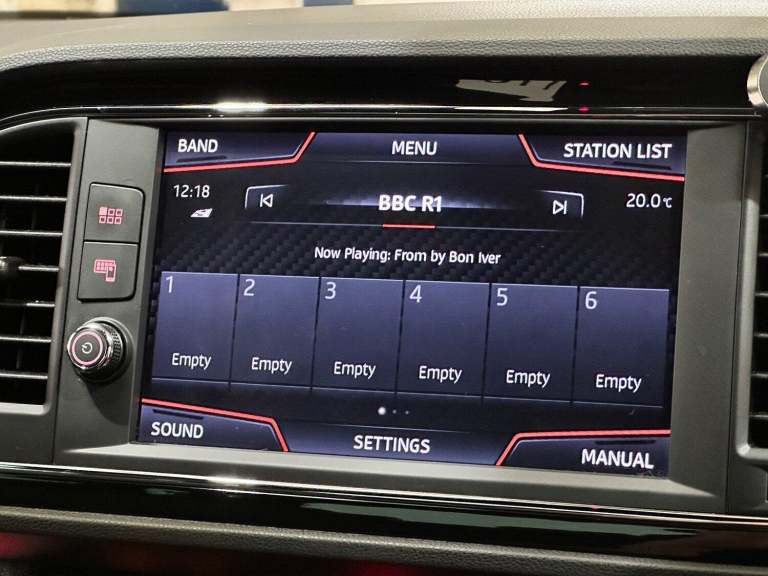 BAND
MENU
STATION LIST
12:18
BBC R1
20.0°C
Now Playing: From by Bon Iver
1
2
3
4
5
6
Empty
Empty
Empty
Empty
Empty
Empty
SOUND
SETTINGS
MANUAL